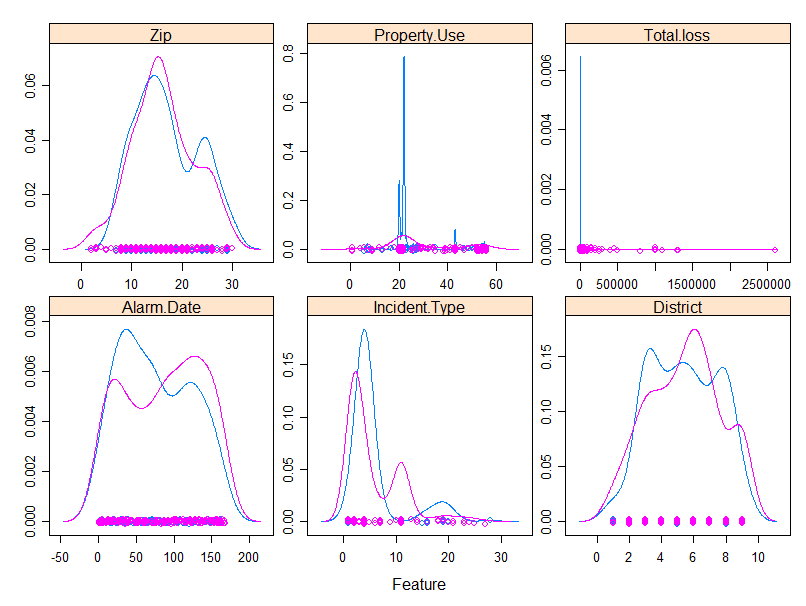 Zip
Property.Use
Total.loss
0.00 0.02 0.04 0.06
0.0 0.2 0.4 0.6 0.8
0.000 0.002 0.004 0.006
0 10 20 30
0 20 40 60
0 500000 1500000 2500000
Alarm.Date
Incident.Type
District
0.000 0.002 0.004 0.006 0.008
0.00 0.05 0.10 0.15
0.00 0.05 0.10 0.15
-50 0 50 100 150 200
0 10 20 30
0 2 4 6 8 10
Feature